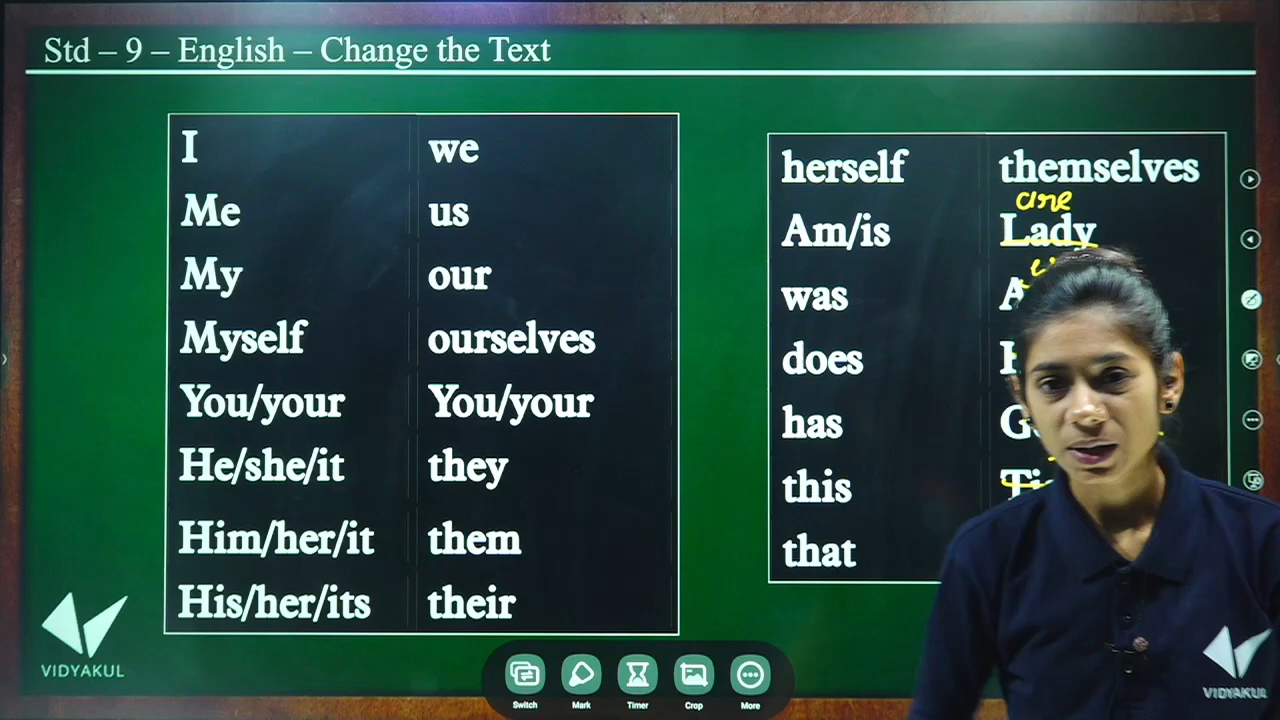 Std – 9 – English – Change the Text
I we
Me us
My our
Myself ourselves
You/your You/your
He/she/it they
Him/her/it them
His/her/its their
herself themselves
are
Am/is Lady
was
does
has
this
that
VIDYAKUL
VIDYAKUL
Switch Mark Timer Crop More